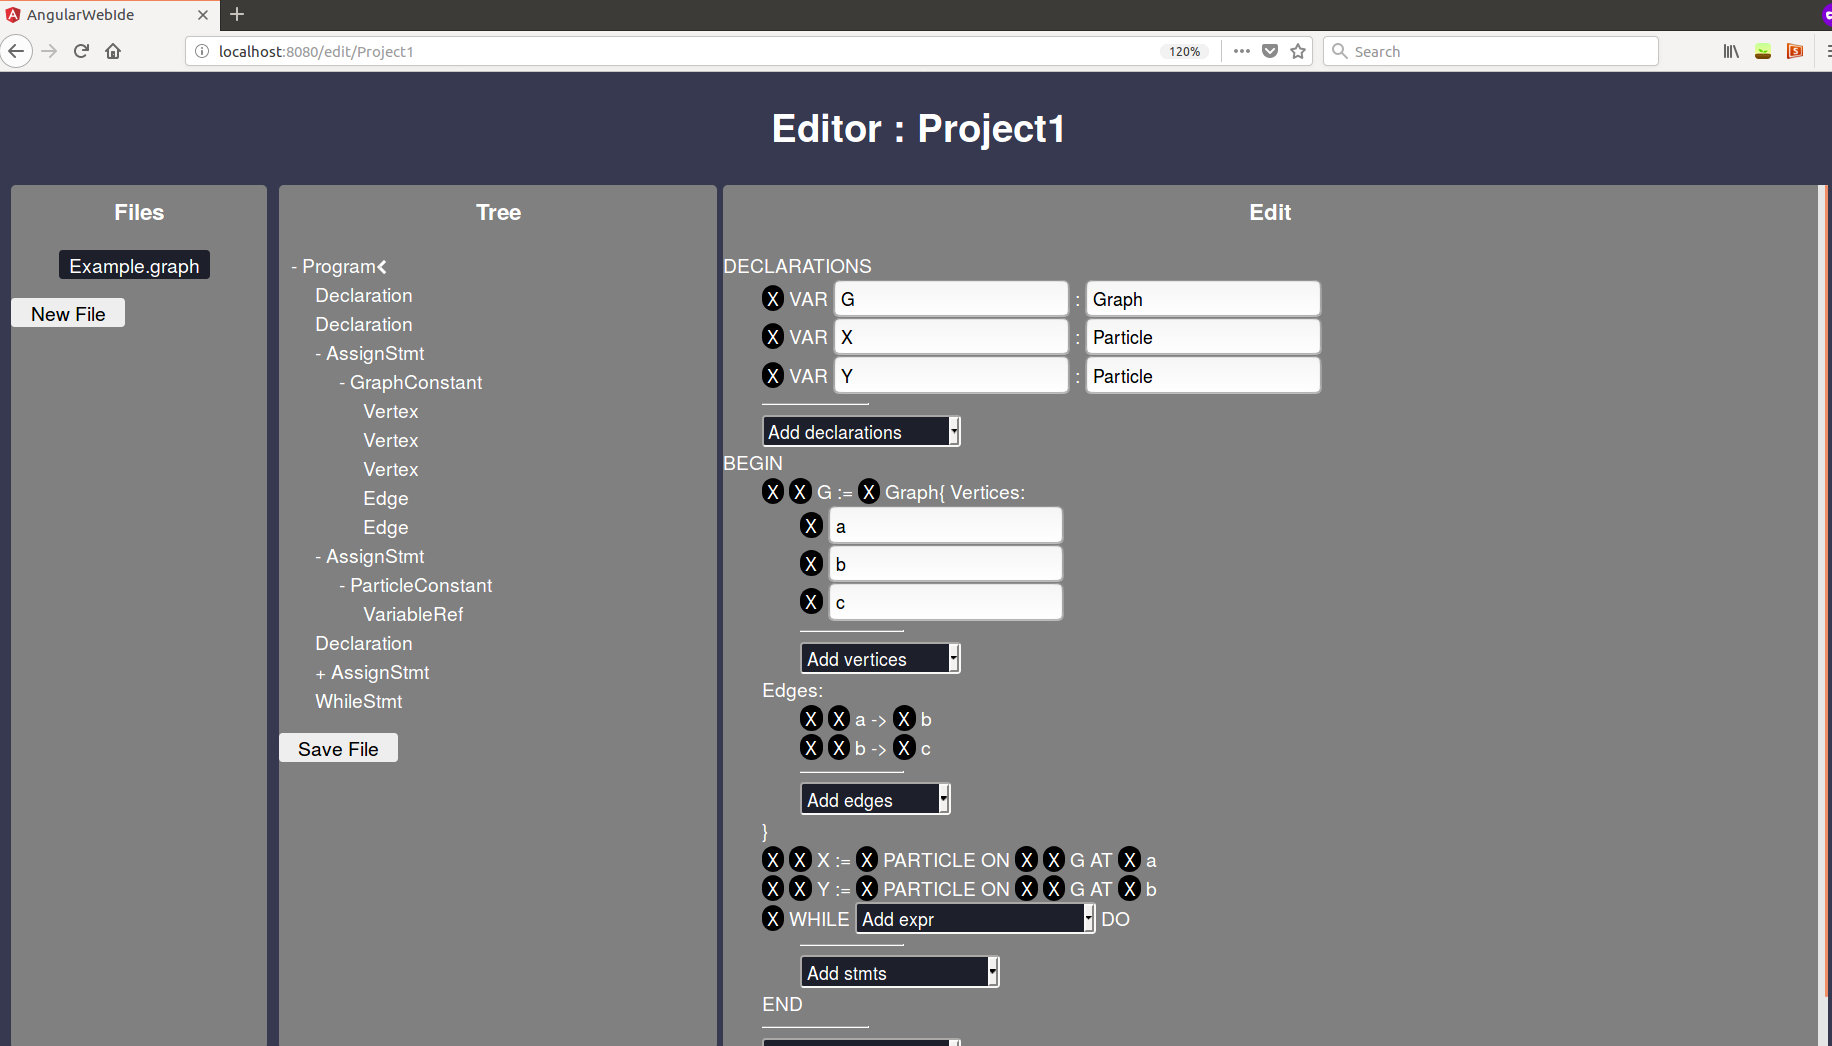 AngularWebIde
localhost:8080/edit/Project1
120%
Search
Editor : Project1
Files
Example.graph
New File
Tree
- Program
Declaration
Declaration
- AssignStmt
- GraphConstant
Vertex
Vertex
Vertex
Edge
Edge
- AssignStmt
- ParticleConstant
VariableRef
Declaration
+ AssignStmt
WhileStmt
Save File
Edit
DECLARATIONS
X VAR G : Graph
X VAR X : Particle
X VAR Y : Particle
Add declarations
BEGIN
X X G := X Graph{ Vertices:
X a
X b
X c
Add vertices
Edges:
X X a -> X b
X X b -> X c
Add edges
}
X X X := X PARTICLE ON X X G AT X a
X X Y := X PARTICLE ON X X G AT X b
X WHILE Add expr DO
Add stmts
END